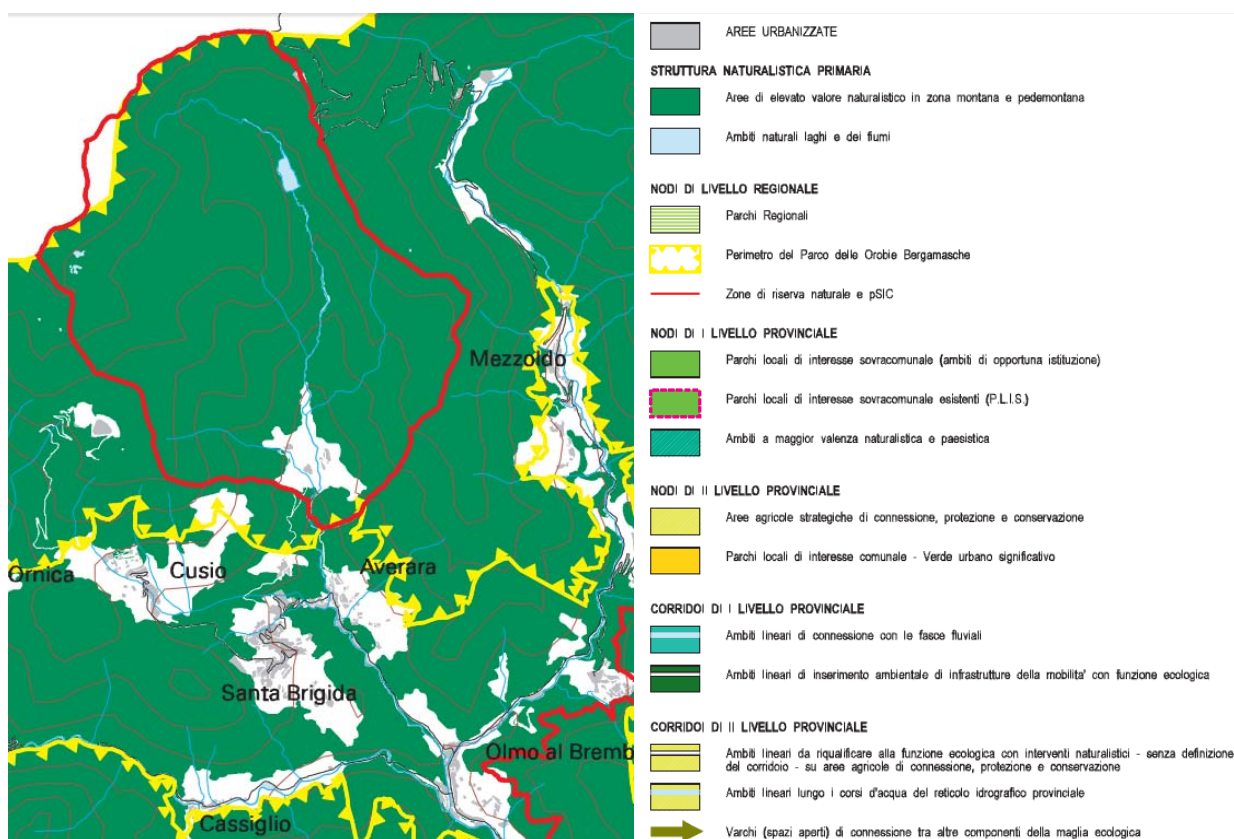 Mezzoldo
Ornica
Cusio
Averara
Santa Brigida
Olmo al Bremb
Cassiglio
AREE URBANIZZATE
STRUTTURA NATURALISTICA PRIMARIA
Aree di elevato valore naturalistico in zona montana e pedemontana
Ambiti naturali laghi e dei fiumi
NODI DI LIVELLO REGIONALE
Parchi Regionali
Perimetro del Parco delle Orobie Bergamasche
Zone di riserva naturale e pSIC
NODI DI I LIVELLO PROVINCIALE
Parchi locali di interesse sovracomunale (ambiti di opportuna istituzione)
Parchi locali di interesse sovracomunale esistenti (P.L.I.S.)
Ambiti a maggior valenza naturalistica e paesistica
NODI DI II LIVELLO PROVINCIALE
Aree agricole strategiche di connessione, protezione e conservazione
Parchi locali di interesse comunale - Verde urbano significativo
CORRIDOI DI I LIVELLO PROVINCIALE
Ambiti lineari di connessione con le fasce fluviali
Ambiti lineari di inserimento ambientale di infrastrutture della mobilita' con funzione ecologica
CORRIDOI DI II LIVELLO PROVINCIALE
Ambiti lineari da riqualificare alla funzione ecologica con interventi naturalistici - senza definizione
del corridoio - su aree agricole di connessione, protezione e conservazione
Ambiti lineari lungo i corsi d'acqua del reticolo idrografico provinciale
Varchi (spazi aperti) di connessione tra altre componenti della maglia ecologica